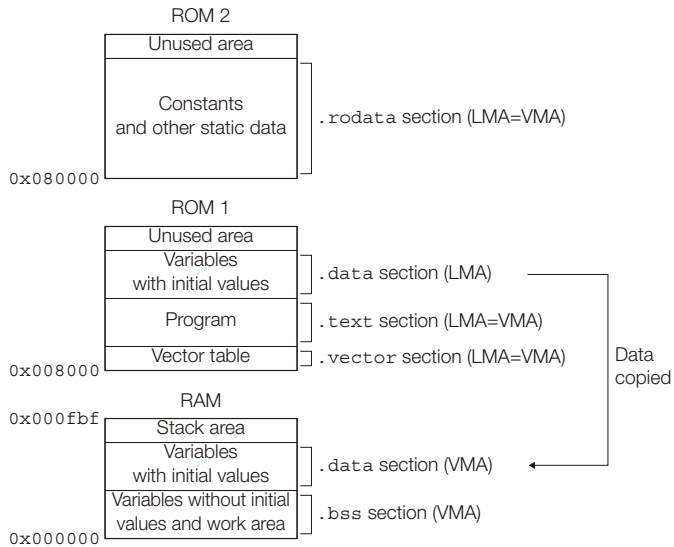 ROM 2
Unused area
Constants
and other static data
.rodata section (LMA=VMA)
0x080000
ROM 1
Unused area
Variables
with initial values
.data section (LMA)
Program
.text section (LMA=VMA)
Vector table
.vector section (LMA=VMA)
0x008000
Data
copied
RAM
0x000fbf
Stack area
Variables
with initial values
.data section (VMA)
Variables without initial
values and work area
.bss section (VMA)
0x000000